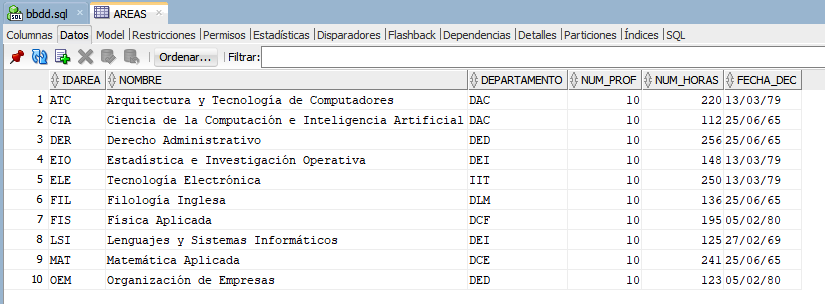 SQL bbdd.sql AREAS
Columnas Datos Model Restricciones Permisos Estadísticas Disparadores Flashback Dependencias Detalles Particiones Índices SQL
Ordenar... Filtrar:
IDAREA NOMBRE DEPARTAMENTO NUM_PROF NUM_HORAS FECHA_DEC
1 ATC Arquitectura y Tecnología de Computadores DAC 10 220 13/03/79
2 CIA Ciencia de la Computación e Inteligencia Artificial DAC 10 112 25/06/65
3 DER Derecho Administrativo DED 10 256 25/06/65
4 EIO Estadística e Investigación Operativa DEI 10 148 13/03/79
5 ELE Tecnología Electrónica IIT 10 250 13/03/79
6 FIL Filología Inglesa DLM 10 136 25/06/65
7 FIS Física Aplicada DCF 10 195 05/02/80
8 LSI Lenguajes y Sistemas Informáticos DEI 10 125 27/02/69
9 MAT Matemática Aplicada DCE 10 241 25/06/65
10 OEM Organización de Empresas DED 10 123 05/02/80